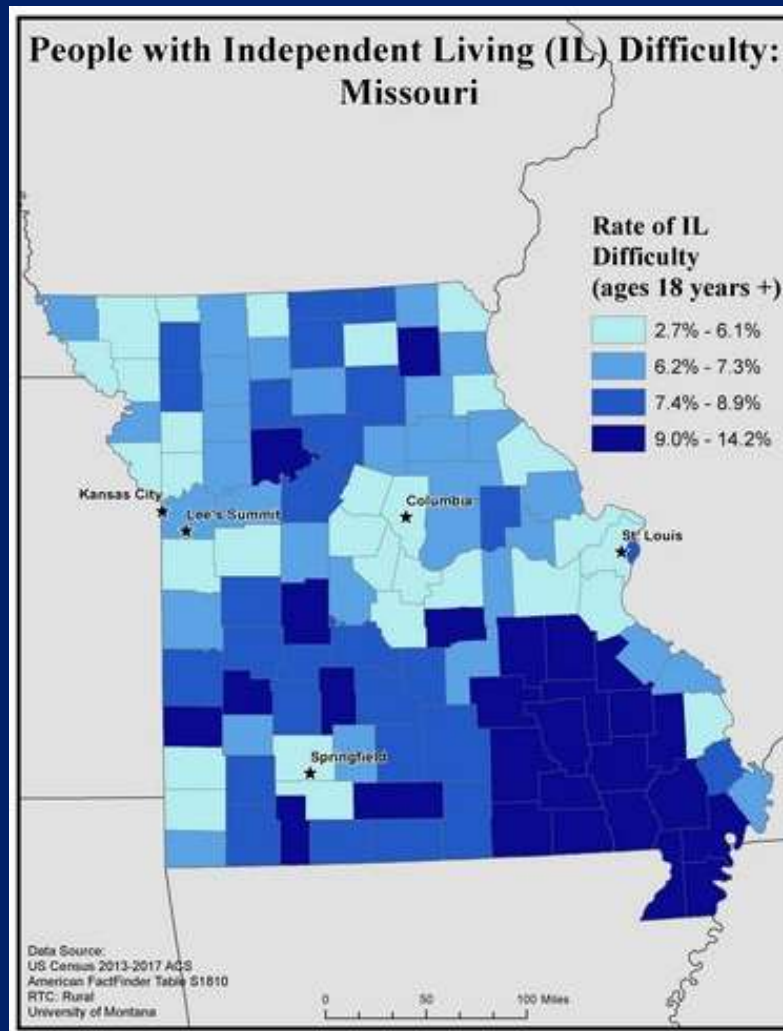 People with Independent Living (IL) Difficulty:
Missouri
Rate of IL
Difficulty
(ages 18 years +)
2.7% - 6.1%
6.2% - 7.3%
7.4% - 8.9%
9.0% - 14.2%
Kansas City
Lee's Summit
Columbia
St. Louis
Springfield
Data Source:
US Census 2013-2017 ACS
American FactFinder Table S1810
RTC: Rural
University of Montana
0 50 100 Miles